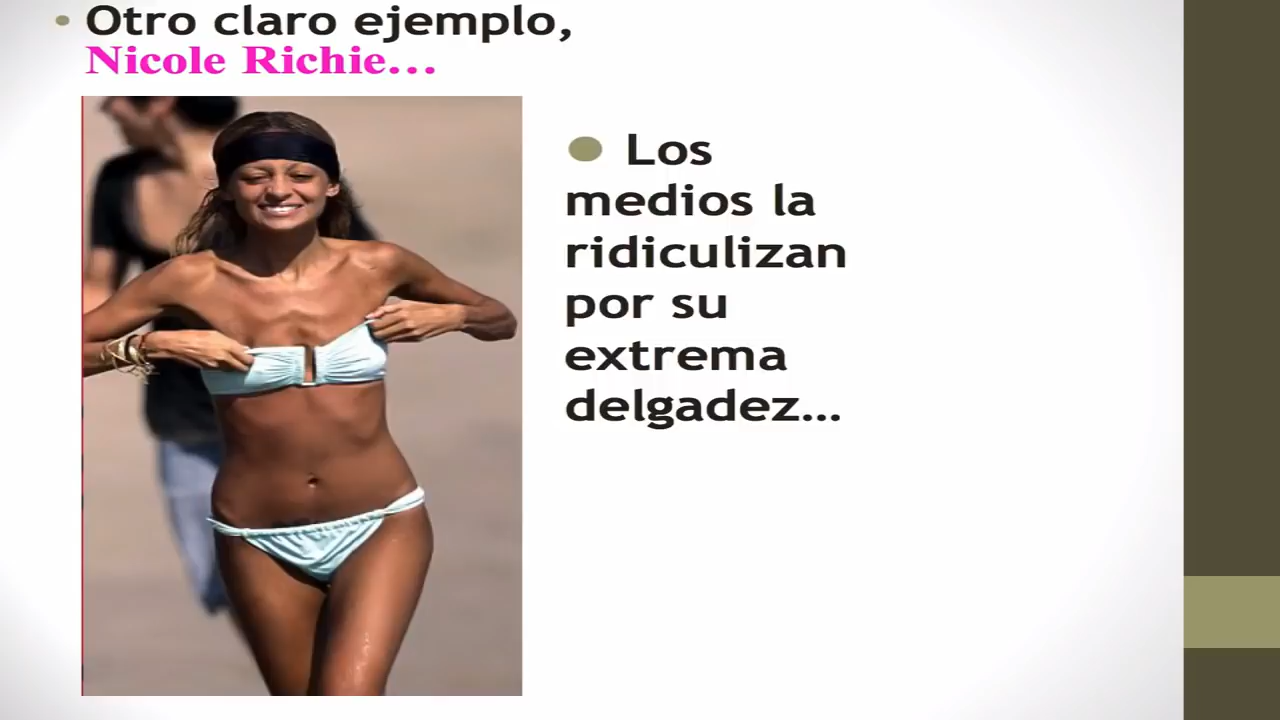 Otro claro ejemplo,
Nicole Richie...
Los
medios la
ridiculizan
por su
extrema
delgadez...